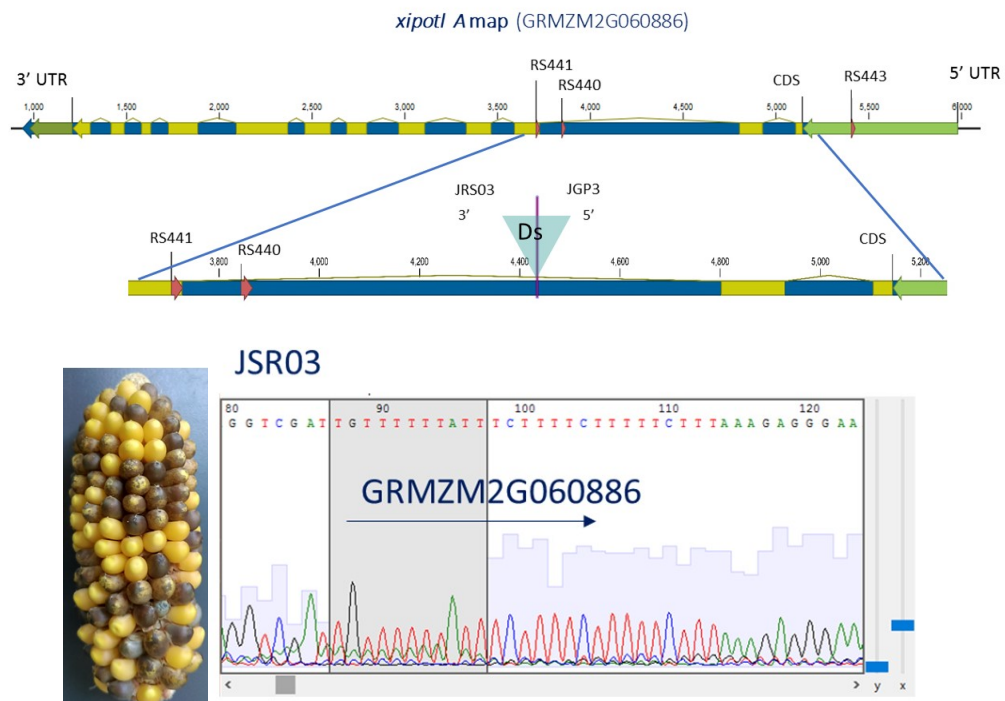 xipotl A map (GRMZM2G060886)
RS441
RS440
CDS
RS443
3' UTR
5' UTR
1,000 1,500 2,000 2,500 3,000 3,500 4,000 4,500 5,000 5,500 6,000
JRS03
JGP3
3'
5'
Ds
RS441
RS440
CDS
3,800 4,000 4,200 4,400 4,600 4,800 5,000 5,200
JSR03
80 90 100 110 120
G G T C G A T T G T T T T T T A T T T C T T T T C T T T T T C T T T A A A G A G G G A A
GRMZM2G060886
y x